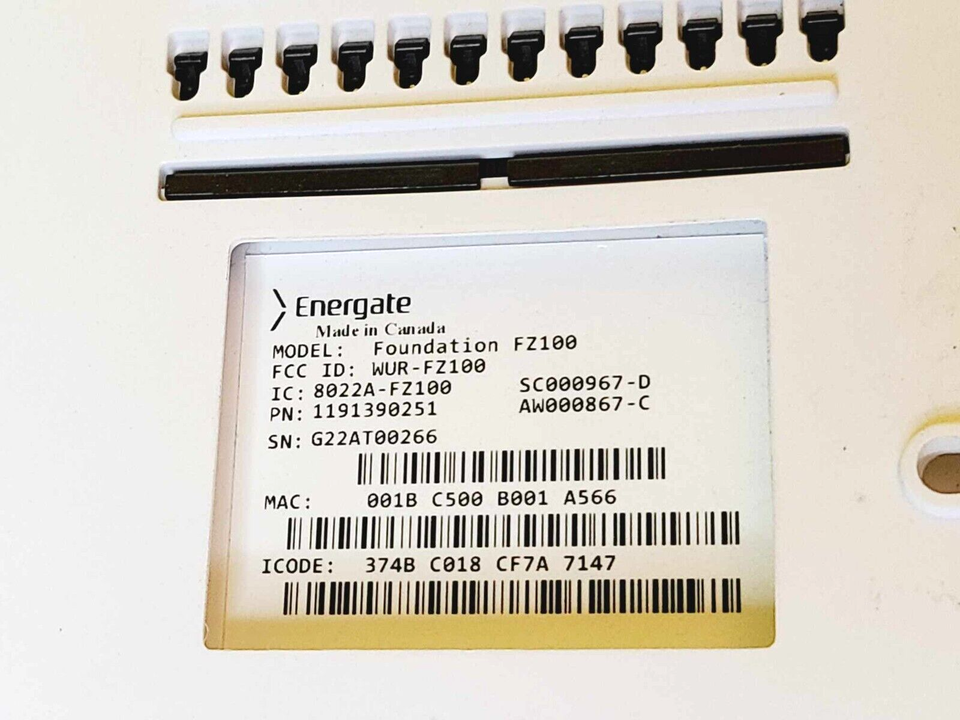 Energate
Made in Canada
MODEL: Foundation FZ100
FCC ID: WUR-FZ100
IC: 8022A-FZ100 SC000967-D
PN: 1191390251 AW000867-C
SN: G22AT00266
MAC: 001B C500 B001 A566
ICODE: 374B C018 CF7A 7147